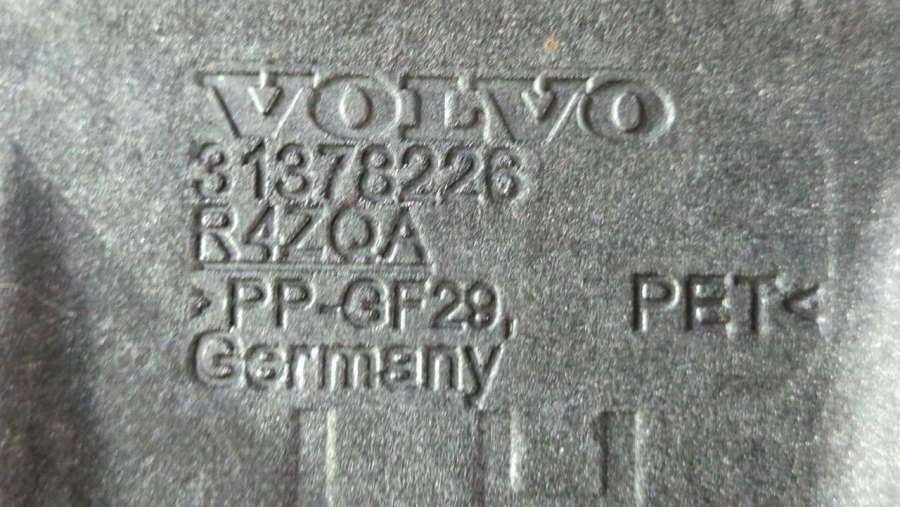 VOLVO
31378226
R4ZQA
>PP-GF29, PET<
Germany